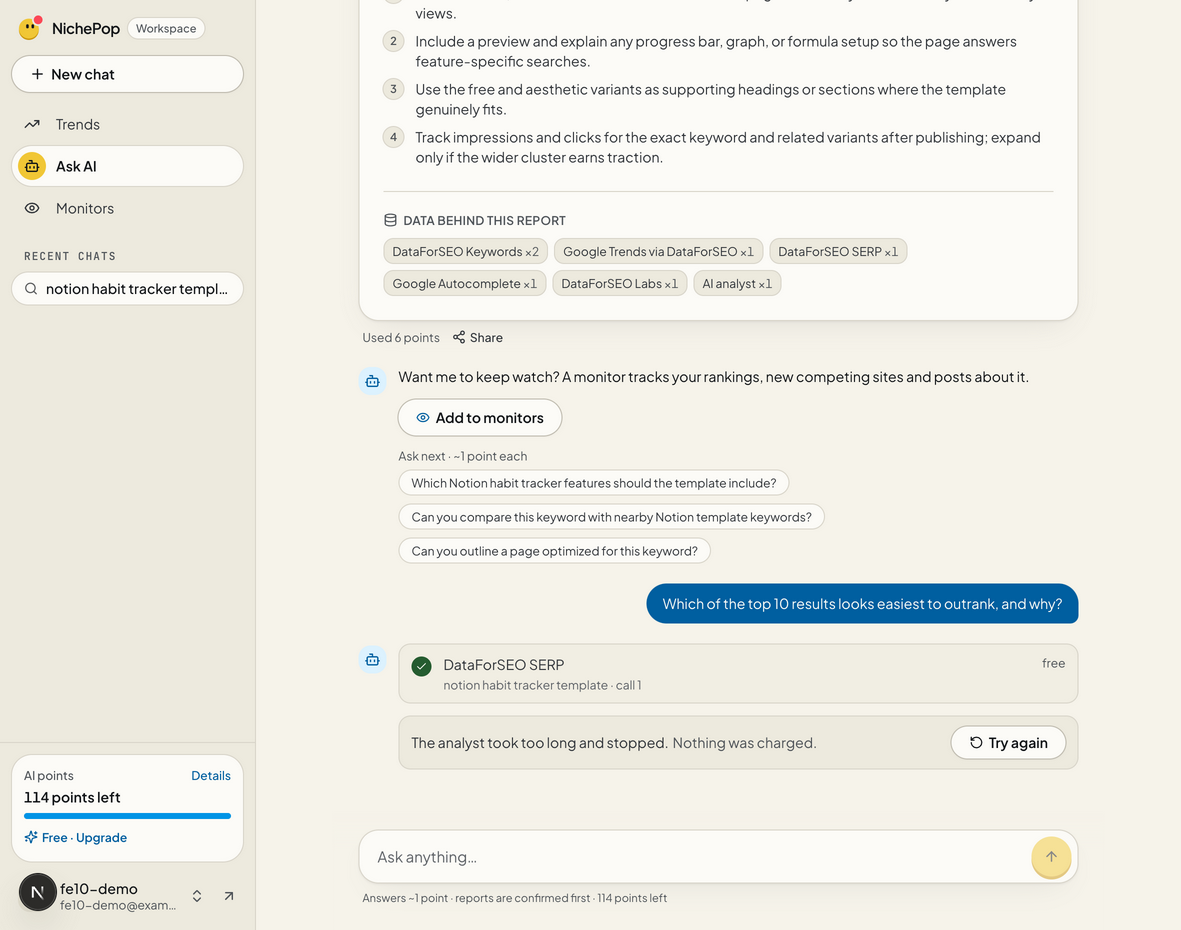 NichePop Workspace
New chat
Trends
Ask AI
Monitors
RECENT CHATS
notion habit tracker templ...
AI points Details
114 points left
Free · Upgrade
N
fe10-demo
fe10-demo@exam...
views.
2 Include a preview and explain any progress bar, graph, or formula setup so the page answers
feature-specific searches.
3 Use the free and aesthetic variants as supporting headings or sections where the template
genuinely fits.
4 Track impressions and clicks for the exact keyword and related variants after publishing; expand
only if the wider cluster earns traction.
DATA BEHIND THIS REPORT
DataForSEO Keywords ×2 Google Trends via DataForSEO ×1 DataForSEO SERP ×1
Google Autocomplete ×1 DataForSEO Labs ×1 AI analyst ×1
Used 6 points Share
Want me to keep watch? A monitor tracks your rankings, new competing sites and posts about it.
Add to monitors
Ask next · ~1 point each
Which Notion habit tracker features should the template include?
Can you compare this keyword with nearby Notion template keywords?
Can you outline a page optimized for this keyword?
Which of the top 10 results looks easiest to outrank, and why?
DataForSEO SERP free
notion habit tracker template · call 1
The analyst took too long and stopped. Nothing was charged. Try again
Ask anything...
Answers ~1 point · reports are confirmed first · 114 points left